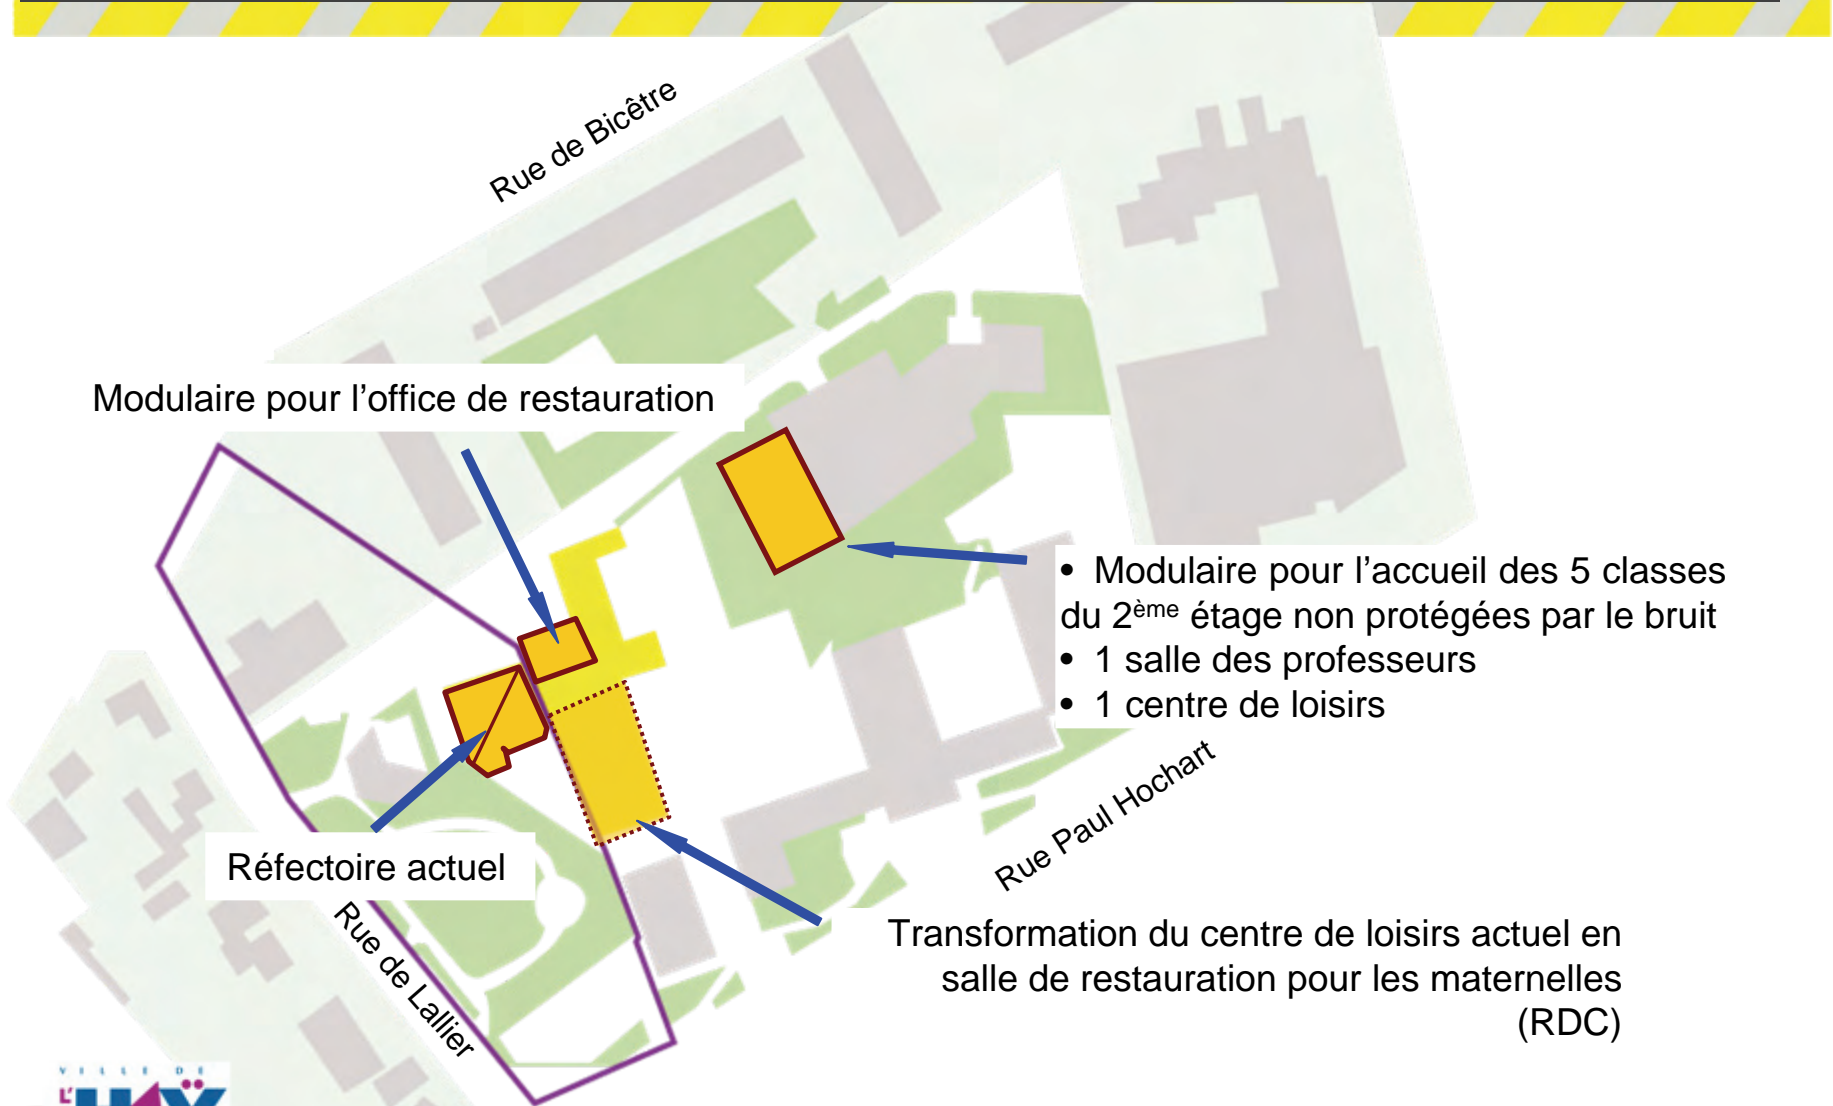 Rue de Bicêtre
Modulaire pour l’office de restauration
• Modulaire pour l’accueil des 5 classes
du 2ème étage non protégées par le bruit
• 1 salle des professeurs
• 1 centre de loisirs
Rue Paul Hochart
Réfectoire actuel
Rue de Lallier
Transformation du centre de loisirs actuel en
salle de restauration pour les maternelles
(RDC)
VILLE DE
L'HAŸ